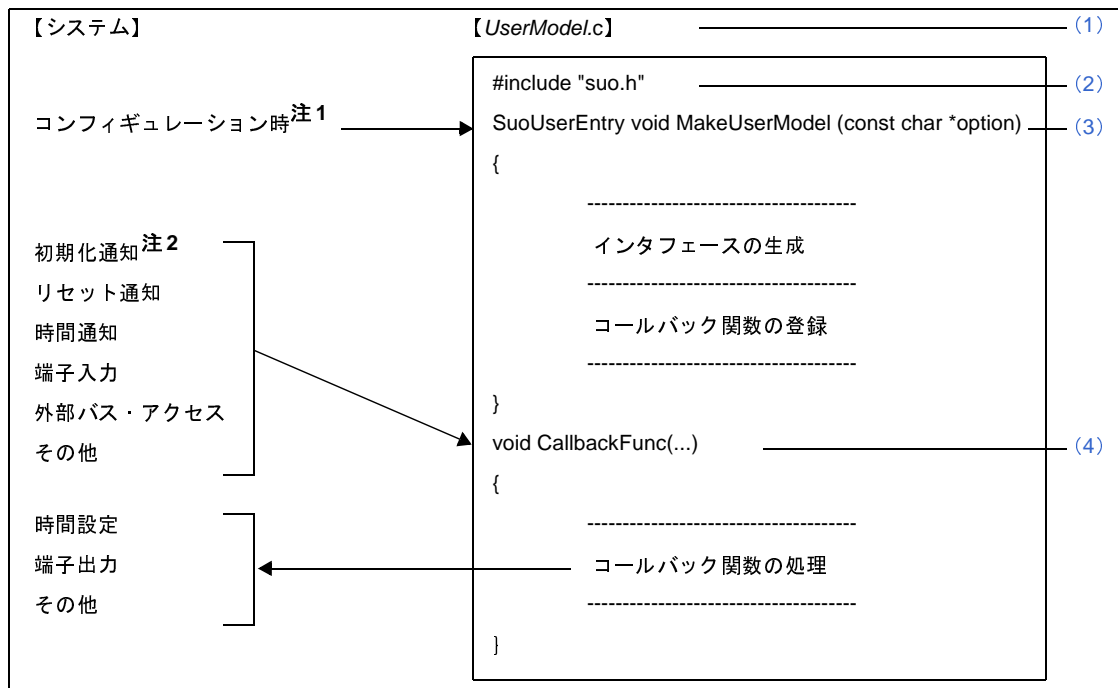 【システム】
【UserModel.c】
(1)
#include "suo.h"
(2)
コンフィギュレーション時注1
SuoUserEntry void MakeUserModel (const char *option)
(3)
{
---------------------------------------
インタフェースの生成
---------------------------------------
コールバック関数の登録
---------------------------------------
}
初期化通知注2
リセット通知
時間通知
端子入力
外部バス・アクセス
その他
void CallbackFunc(...)
(4)
{
---------------------------------------
コールバック関数の処理
---------------------------------------
}
時間設定
端子出力
その他